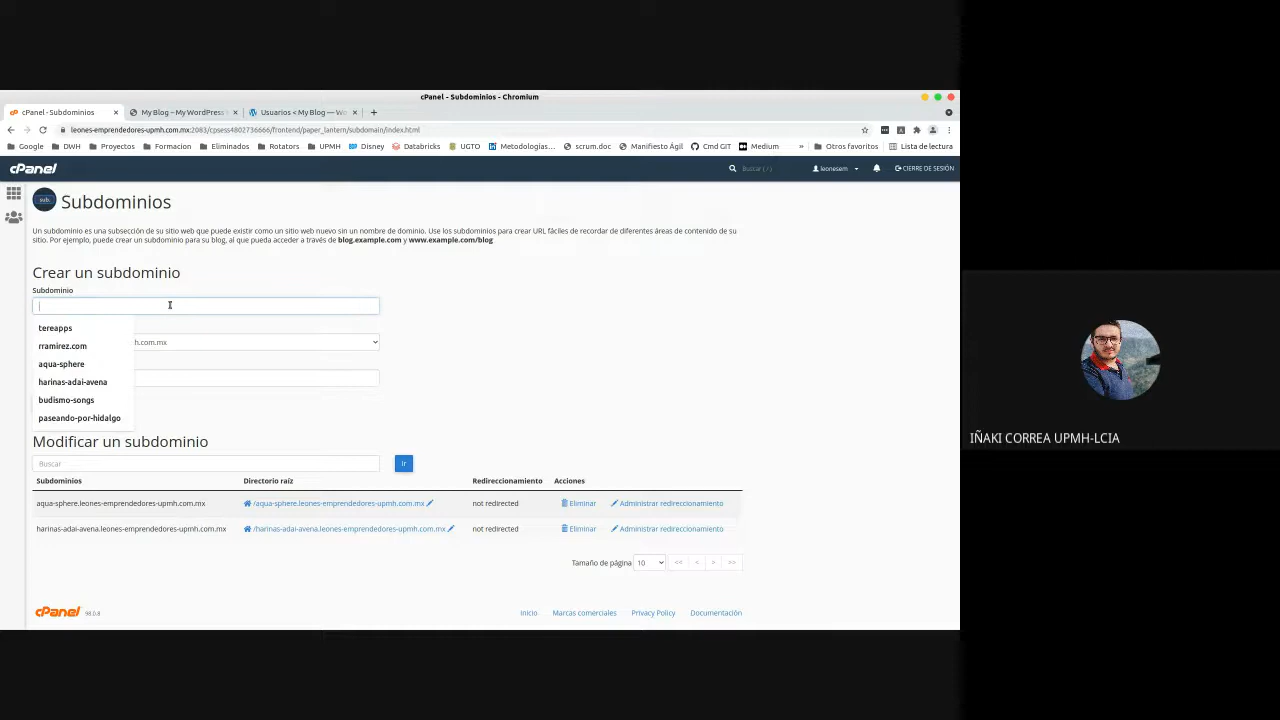 cPanel - Subdominios - Chromium
cPanel - Subdominios
My Blog – My WordPress
Usuarios < My Blog — Wo
leones-emprendedores-upmh.com.mx:2083/cpsess4802736666/frontend/paper_lantern/subdomain/index.html
Google DWH Proyectos Formacion Eliminados Rotators UPMH Disney Databricks UGTO Metodologías... scrum.doc Manifiesto Ágil Cmd GIT Medium » Otros favoritos Lista de lectura
cPanel
Buscar ( / )
leonesem
CIERRE DE SESIÓN
sub.
Subdominios
Un subdominio es una subsección de su sitio web que puede existir como un sitio web nuevo sin un nombre de dominio. Use los subdominios para crear URL fáciles de recordar de diferentes áreas de contenido de su
sitio. Por ejemplo, puede crear un subdominio para su blog, al que pueda acceder a través de blog.example.com y www.example.com/blog
Crear un subdominio
Subdominio
tereapps
rramirez.com
h.com.mx
aqua-sphere
harinas-adai-avena
budismo-songs
paseando-por-hidalgo
Modificar un subdominio
Buscar
Ir
Subdominios Directorio raíz Redireccionamiento Acciones
aqua-sphere.leones-emprendedores-upmh.com.mx /aqua-sphere.leones-emprendedores-upmh.com.mx not redirected Eliminar Administrar redireccionamiento
harinas-adai-avena.leones-emprendedores-upmh.com.mx /harinas-adai-avena.leones-emprendedores-upmh.com.mx not redirected Eliminar Administrar redireccionamiento
Tamaño de página 10 << < > >>
cPanel 98.0.8
Inicio Marcas comerciales Privacy Policy Documentación
IÑAKI CORREA UPMH-LCIA